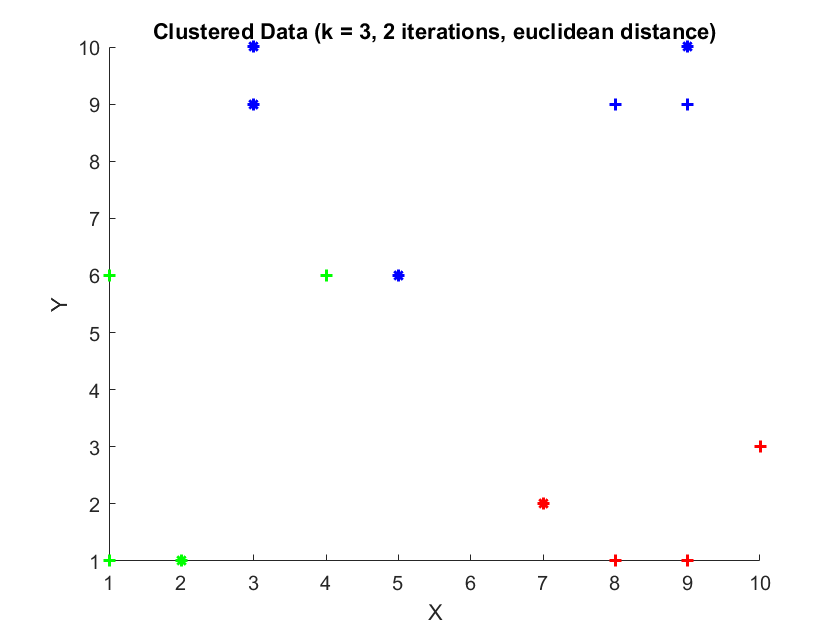 Clustered Data (k = 3, 2 iterations, euclidean distance)
10
9
8
7
6
5
4
3
2
1
Y
1 2 3 4 5 6 7 8 9 10
X